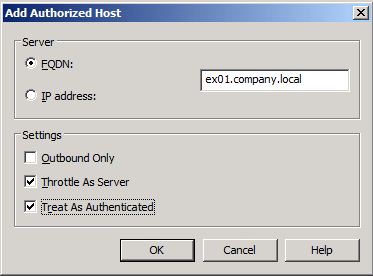 Add Authorized Host
Server
FQDN:
ex01.company.local
IP address:
Settings
Outbound Only
Throttle As Server
Treat As Authenticated
OK Cancel Help